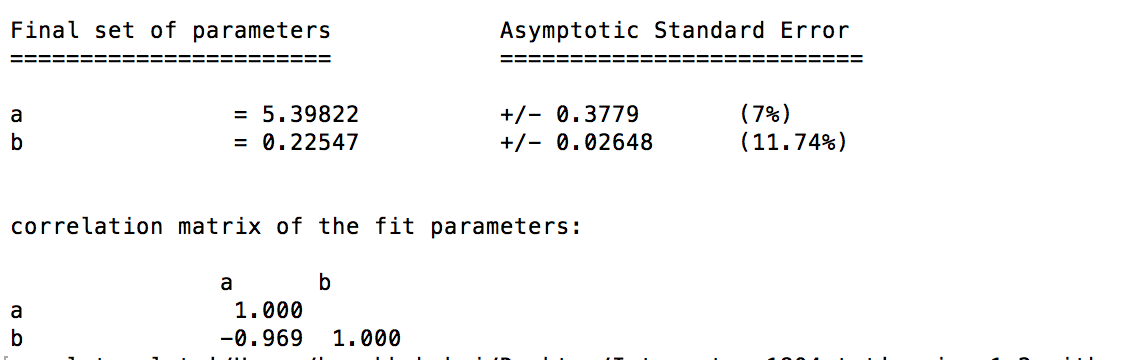 Final set of parameters            Asymptotic Standard Error
=======================            ==========================
a               = 5.39822          +/- 0.3779       (7%)
b               = 0.22547          +/- 0.02648      (11.74%)
correlation matrix of the fit parameters:
a      b
a                1.000
b               -0.969  1.000